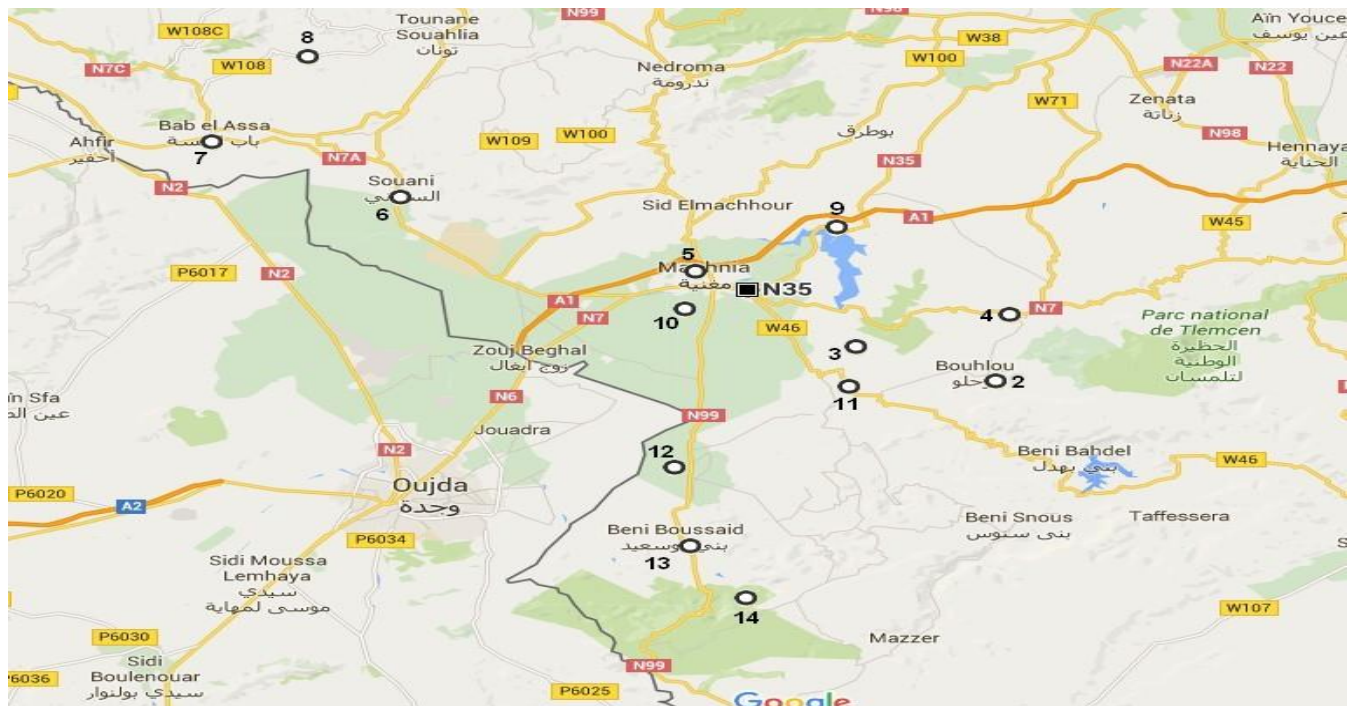 N99
W108C
Tounane
Souahlia
تونان
Aïn Youce
عين يوسف
8
W38
N7C
W108
Nedroma
ندرومة
W100
N22A
N22
W71
Zenata
زناتة
Bab el Assa
Ahfir
أحفير
7
W109
W100
بوطرق
N98
Hennaya
الحناية
N7A
N35
N2
Souani
6
Sid Elmachhour
9
A1
W45
P6017
N2
5
مغنية
N35
A1
N7
10
W46
4
N7
Parc national
de Tlemcen
الحظيرة
الوطنية
لتلمسان
Zouj Beghal
زوج أبغال
3
Bouhlou
2
ïn Sfa
N6
11
N99
Jouadra
N2
12
Beni Bahdel
بني بهدل
W46
P6020
A2
Oujda
وجدة
Beni Snous
بنى سنوس
Taffessera
P6034
Beni Boussaid
13
Sidi Moussa
Lemhaya
سيدي
موسى لمهاية
14
W107
P6030
Mazzer
Sidi
Boulenouar
سيدي بولنوار
N99
P6036
P6025
Google